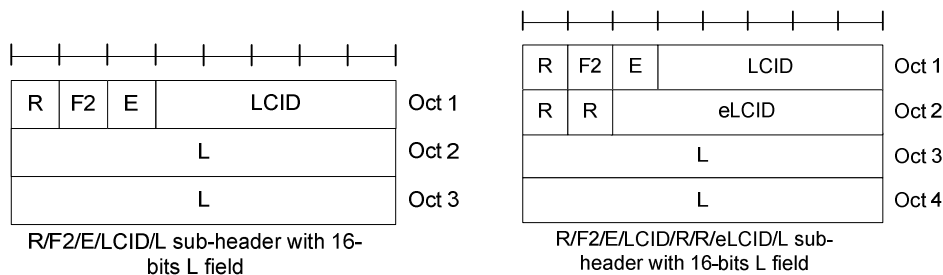 R F2 E LCID Oct 1
L Oct 2
L Oct 3
R/F2/E/LCID/L sub-header with 16-
bits L field
R F2 E LCID Oct 1
R R eLCID Oct 2
L Oct 3
L Oct 4
R/F2/E/LCID/R/R/eLCID/L sub-
header with 16-bits L field